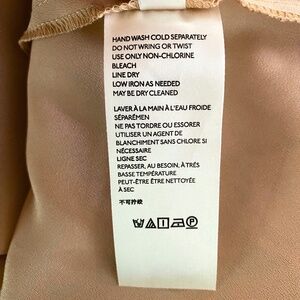 HAND WASH COLD SEPARATELY
DO NOT WRING OR TWIST
USE ONLY NON-CHLORINE
BLEACH
LINE DRY
LOW IRON AS NEEDED
MAY BE DRY CLEANED
LAVER À LA MAIN À L'EAU FROIDE
SÉPARÉMEN
NE PAS TORDRE OU ESSORER
UTILISER UN AGENT DE
BLANCHIMENT SANS CHLORE SI
NÉCESSAIRE
LIGNE SEC
REPASSER, AU BESOIN, À TRÈS
BASSE TEMPÉRATURE
PEUT-ÊTRE ÊTRE NETTOYÉE
À SEC
不可拧绞